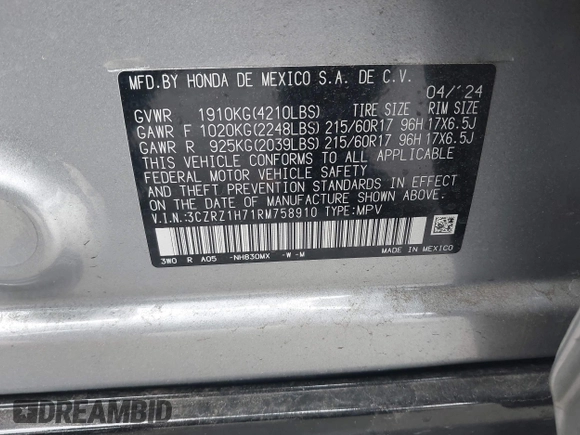 MFD.BY HONDA DE MEXICO S.A. DE C.V.
04/'24
GVWR 1910KG(4210LBS) TIRE SIZE RIM SIZE
GAWR F 1020KG(2248LBS) 215/60R17 96H 17X6.5J
GAWR R 925KG(2039LBS) 215/60R17 96H 17X6.5J
THIS VEHICLE CONFORMS TO ALL APPLICABLE
FEDERAL MOTOR VEHICLE SAFETY
AND THEFT PREVENTION STANDARDS IN EFFECT
ON THE DATE OF MANUFACTURE SHOWN ABOVE.
V.I.N.:3CZRZ1H71RM758910 TYPE:MPV
3W0 R A05 -NH830MX -W -M MADE IN MEXICO
DREAMBID